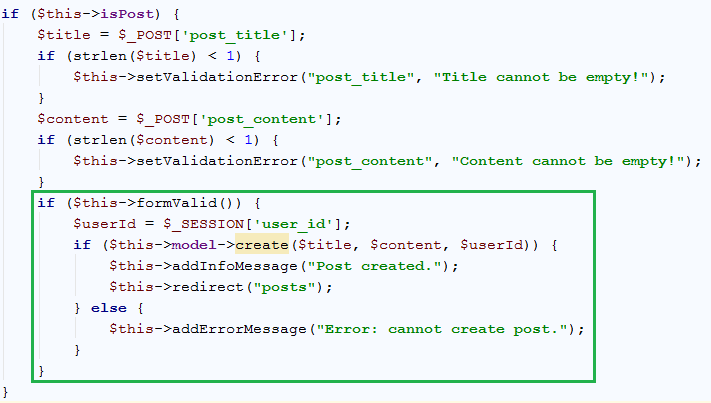 if ($this->isPost) {
    $title = $_POST['post_title'];
    if (strlen($title) < 1) {
        $this->setValidationError("post_title", "Title cannot be empty!");
    }
    $content = $_POST['post_content'];
    if (strlen($content) < 1) {
        $this->setValidationError("post_content", "Content cannot be empty!");
    }
    if ($this->formValid()) {
        $userId = $_SESSION['user_id'];
        if ($this->model->create($title, $content, $userId)) {
            $this->addInfoMessage("Post created.");
            $this->redirect("posts");
        } else {
            $this->addErrorMessage("Error: cannot create post.");
        }
    }
}